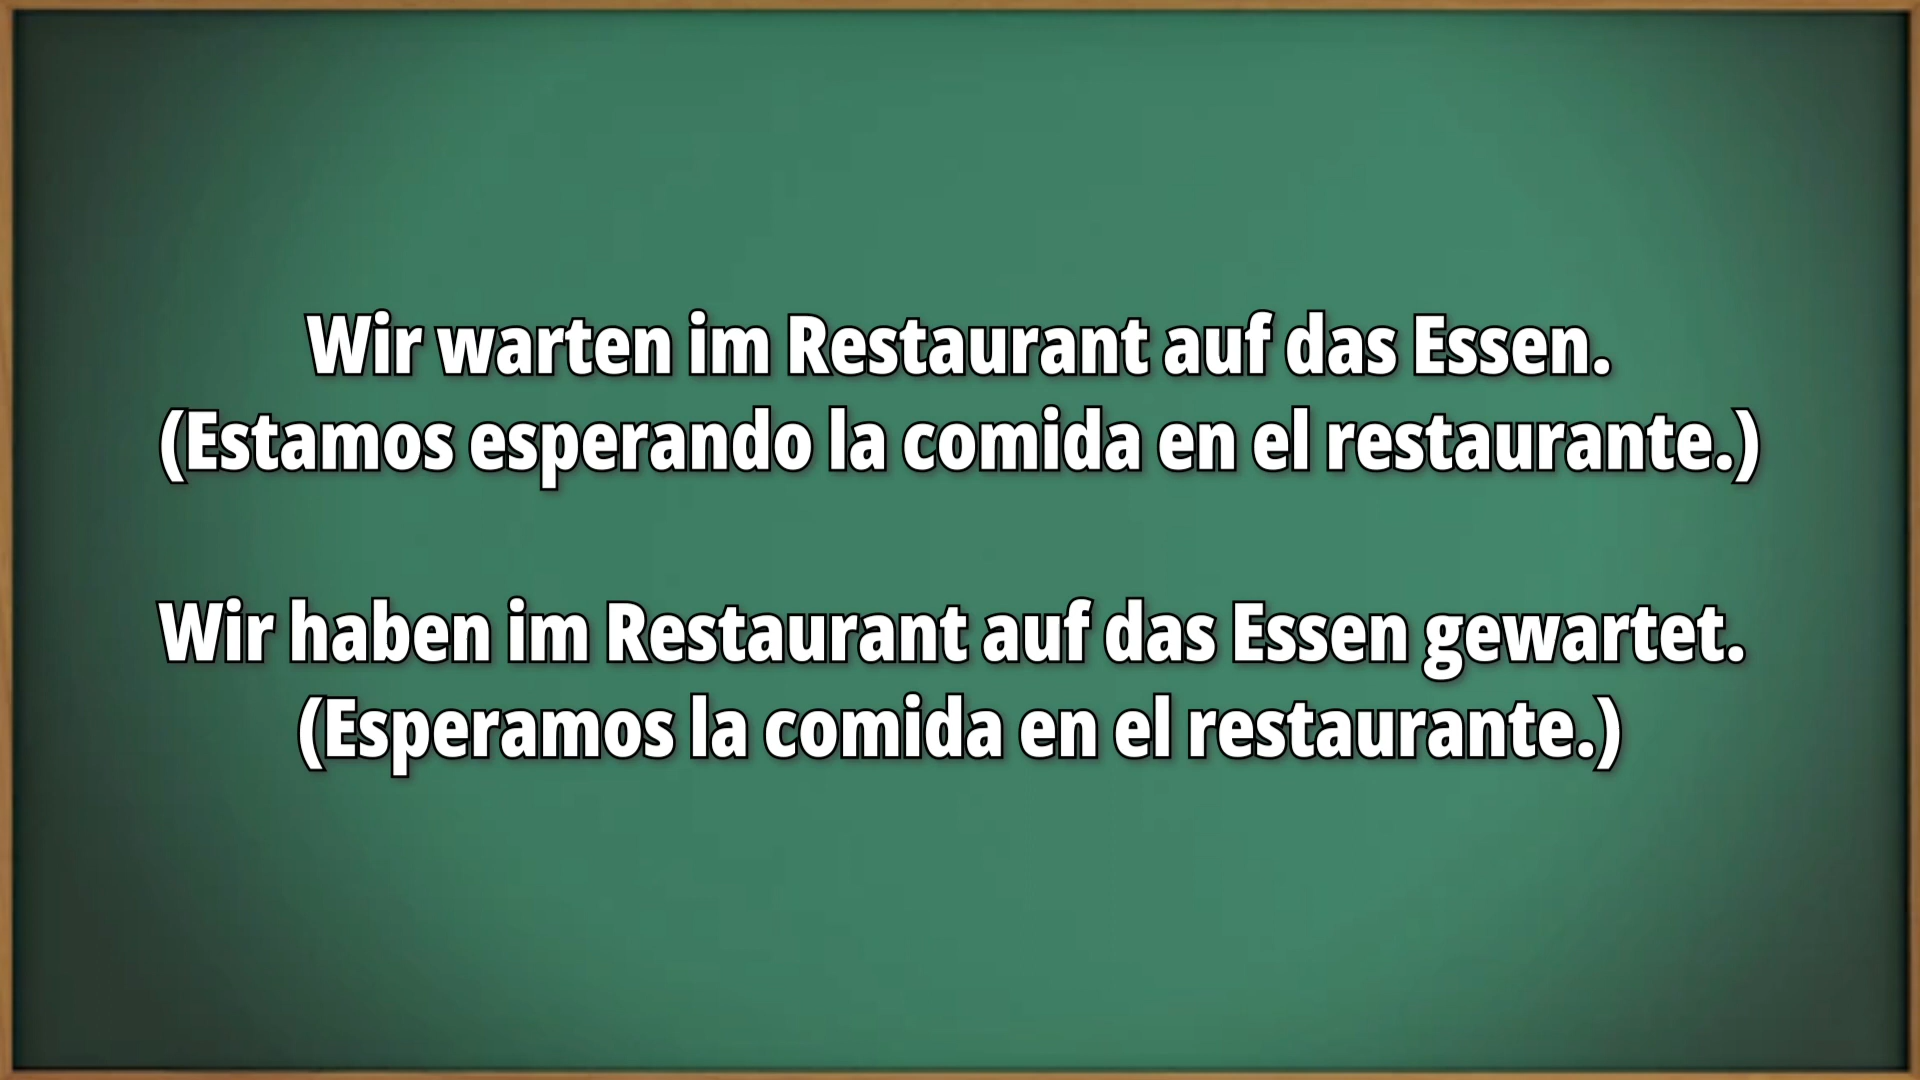 Wir warten im Restaurant auf das Essen.
(Estamos esperando la comida en el restaurante.)
Wir haben im Restaurant auf das Essen gewartet.
(Esperamos la comida en el restaurante.)